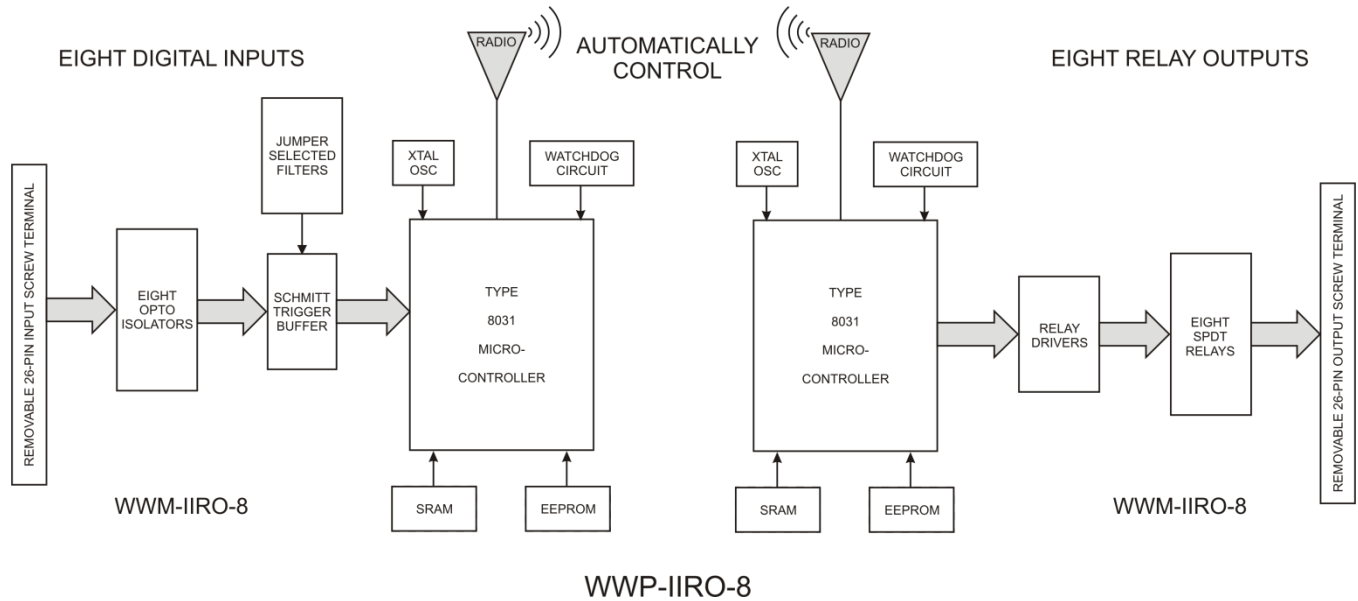 EIGHT DIGITAL INPUTS
RADIO
AUTOMATICALLY
CONTROL
RADIO
EIGHT RELAY OUTPUTS
REMOVABLE 26-PIN INPUT SCREW TERMINAL
EIGHT
OPTO
ISOLATORS
JUMPER
SELECTED
FILTERS
SCHMITT
TRIGGER
BUFFER
XTAL
OSC
WATCHDOG
CIRCUIT
TYPE
8031
MICRO-
CONTROLLER
SRAM
EEPROM
WWM-IIRO-8
XTAL
OSC
WATCHDOG
CIRCUIT
TYPE
8031
MICRO-
CONTROLLER
SRAM
EEPROM
RELAY
DRIVERS
EIGHT
SPDT
RELAYS
REMOVABLE 26-PIN OUTPUT SCREW TERMINAL
WWM-IIRO-8
WWP-IIRO-8